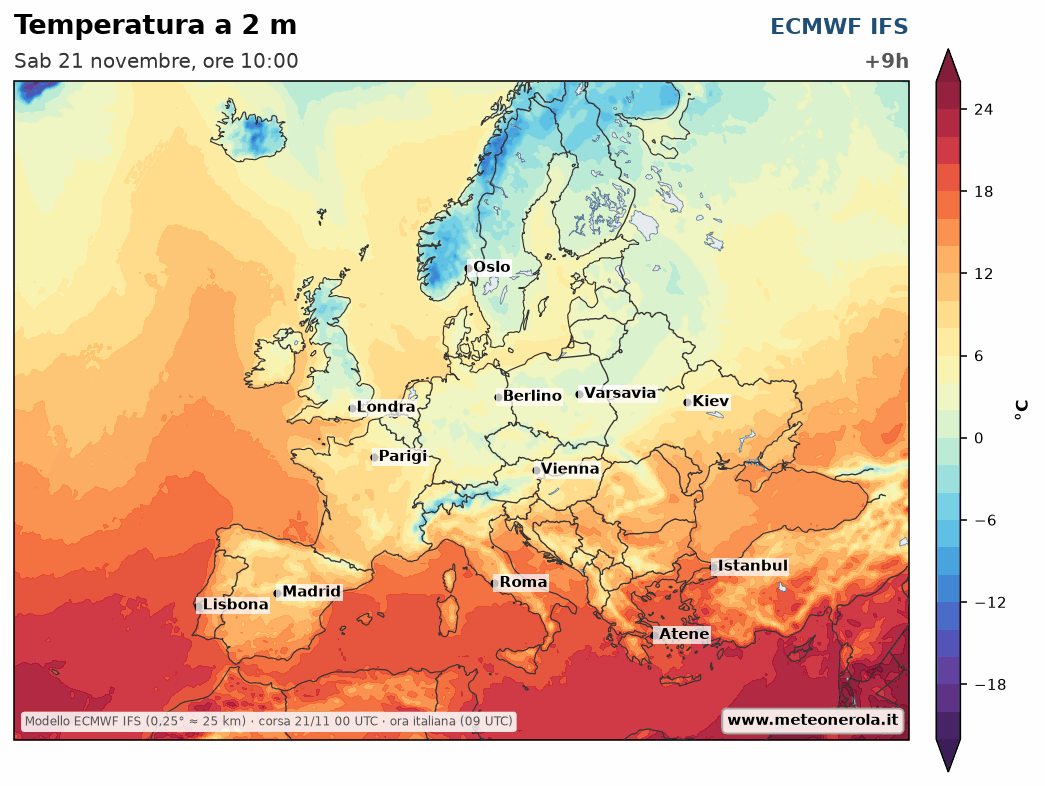 Temperatura a 2 m
ECMWF IFS
Sab 21 novembre, ore 10:00
+9h
24
18
12
6
0
−6
−12
−18
°C
Oslo
Berlino
Varsavia
Kiev
Londra
Parigi
Vienna
Istanbul
Roma
Madrid
Lisbona
Atene
Modello ECMWF IFS (0,25° ≈ 25 km) · corsa 21/11 00 UTC · ora italiana (09 UTC)
www.meteonerola.it